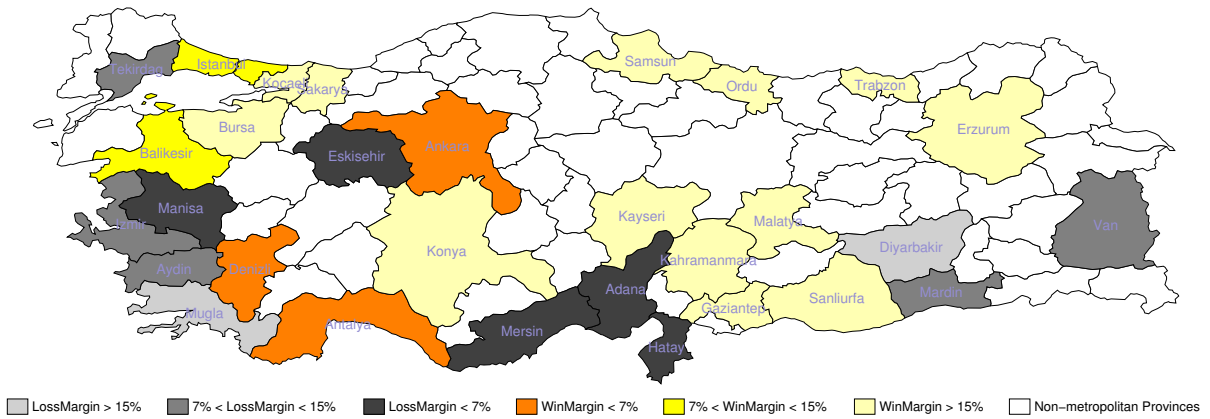 Samsun
Istanbul
Tekirdag
Kocaeli
Ordu
Trabzon
Sakarya
Bursa
Erzurum
Ankara
Balikesir
Eskisehir
Manisa
Kayseri
Malatya
Izmir
Van
Konya
Diyarbakir
Kahramanmara
Aydin
Denizli
Adana
Mardin
Sanliurfa
Gaziantep
Mugla
Antalya
Mersin
Hatay
LossMargin > 15% 7% < LossMargin < 15% LossMargin < 7% WinMargin < 7% 7% < WinMargin < 15% WinMargin > 15% Non−metropolitan Provinces